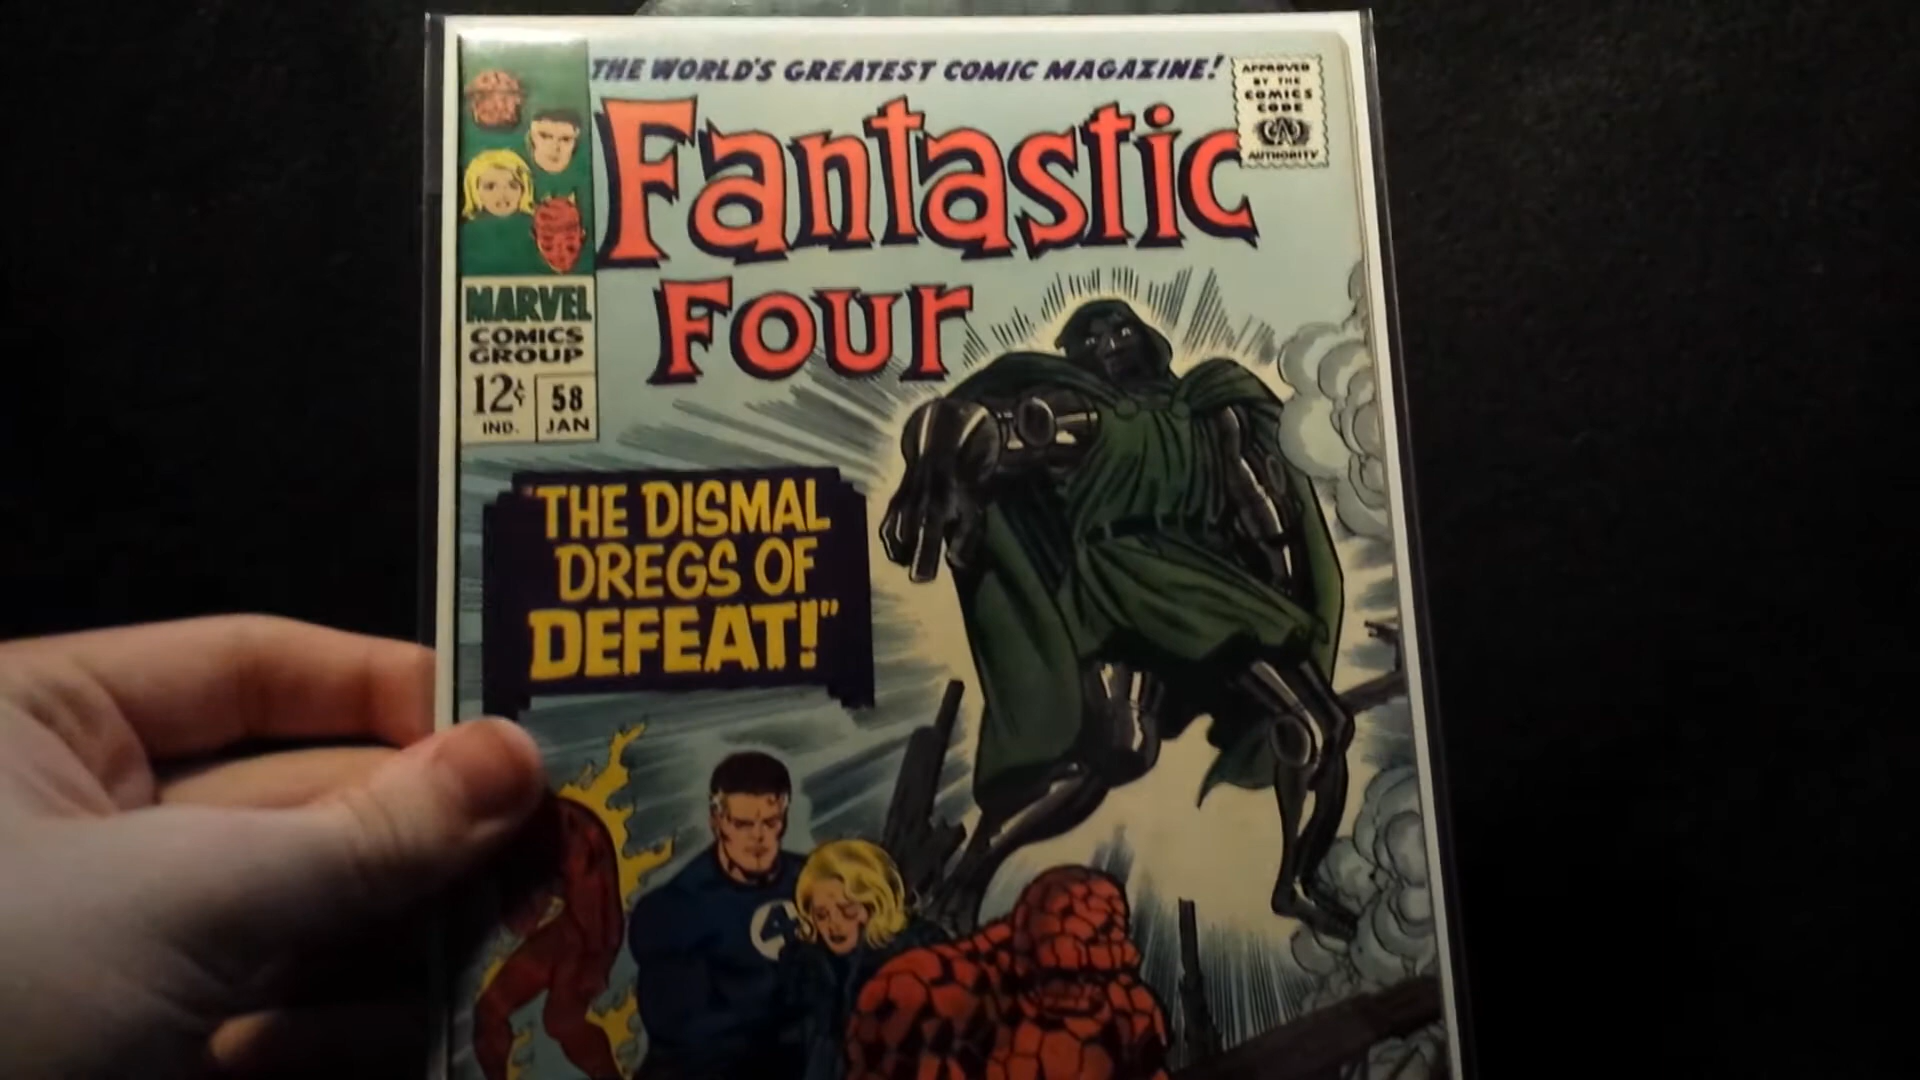 THE WORLD'S GREATEST COMIC MAGAZINE!
APPROVED
BY THE
COMICS
CODE
CA
AUTHORITY
Fantastic
Four
MARVEL
COMICS
GROUP
12¢
IND.
58
JAN
"THE DISMAL
DREGS OF
DEFEAT!"
4